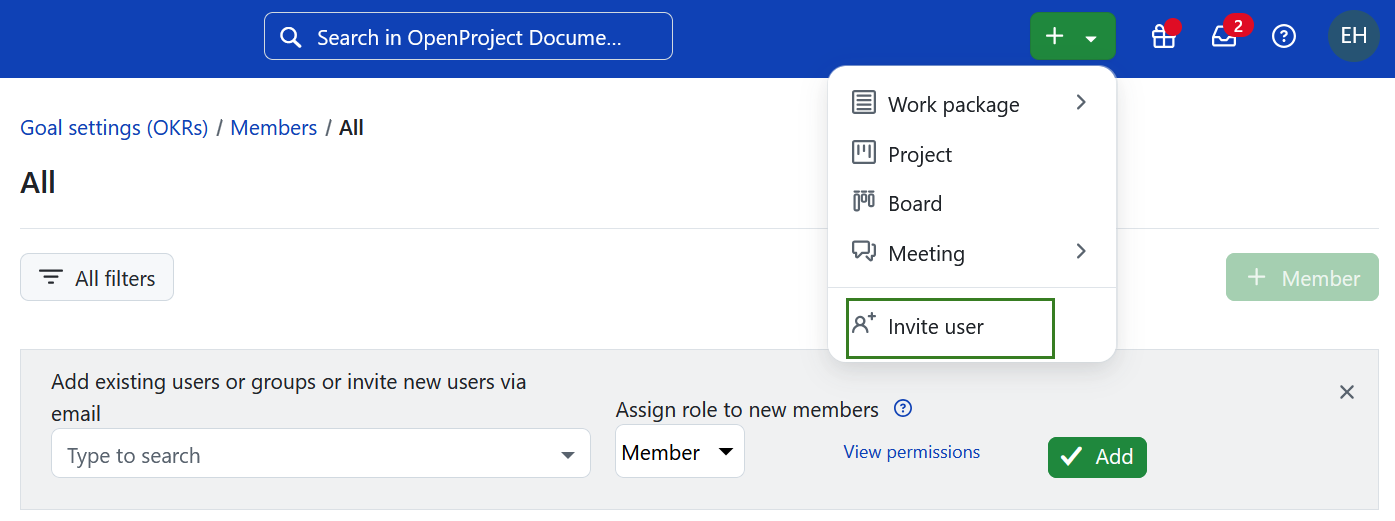 Search in OpenProject Docume...
2
EH
Work package
Project
Board
Meeting
Invite user
Goal settings (OKRs) / Members / All
All
All filters
+ Member
Add existing users or groups or invite new users via
email
Type to search
Assign role to new members
Member
View permissions
Add